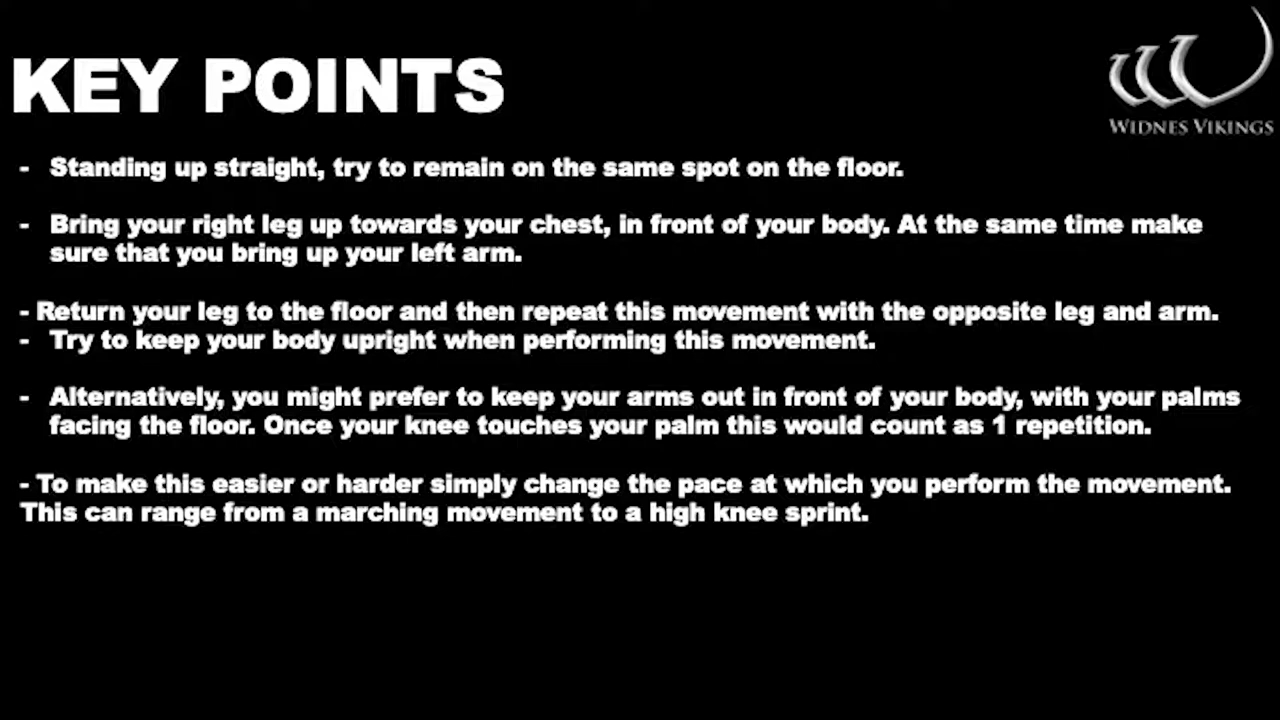 KEY POINTS
WIDNES VIKINGS
- Standing up straight, try to remain on the same spot on the floor.
- Bring your right leg up towards your chest, in front of your body. At the same time make
sure that you bring up your left arm.
- Return your leg to the floor and then repeat this movement with the opposite leg and arm.
- Try to keep your body upright when performing this movement.
- Alternatively, you might prefer to keep your arms out in front of your body, with your palms
facing the floor. Once your knee touches your palm this would count as 1 repetition.
- To make this easier or harder simply change the pace at which you perform the movement.
This can range from a marching movement to a high knee sprint.